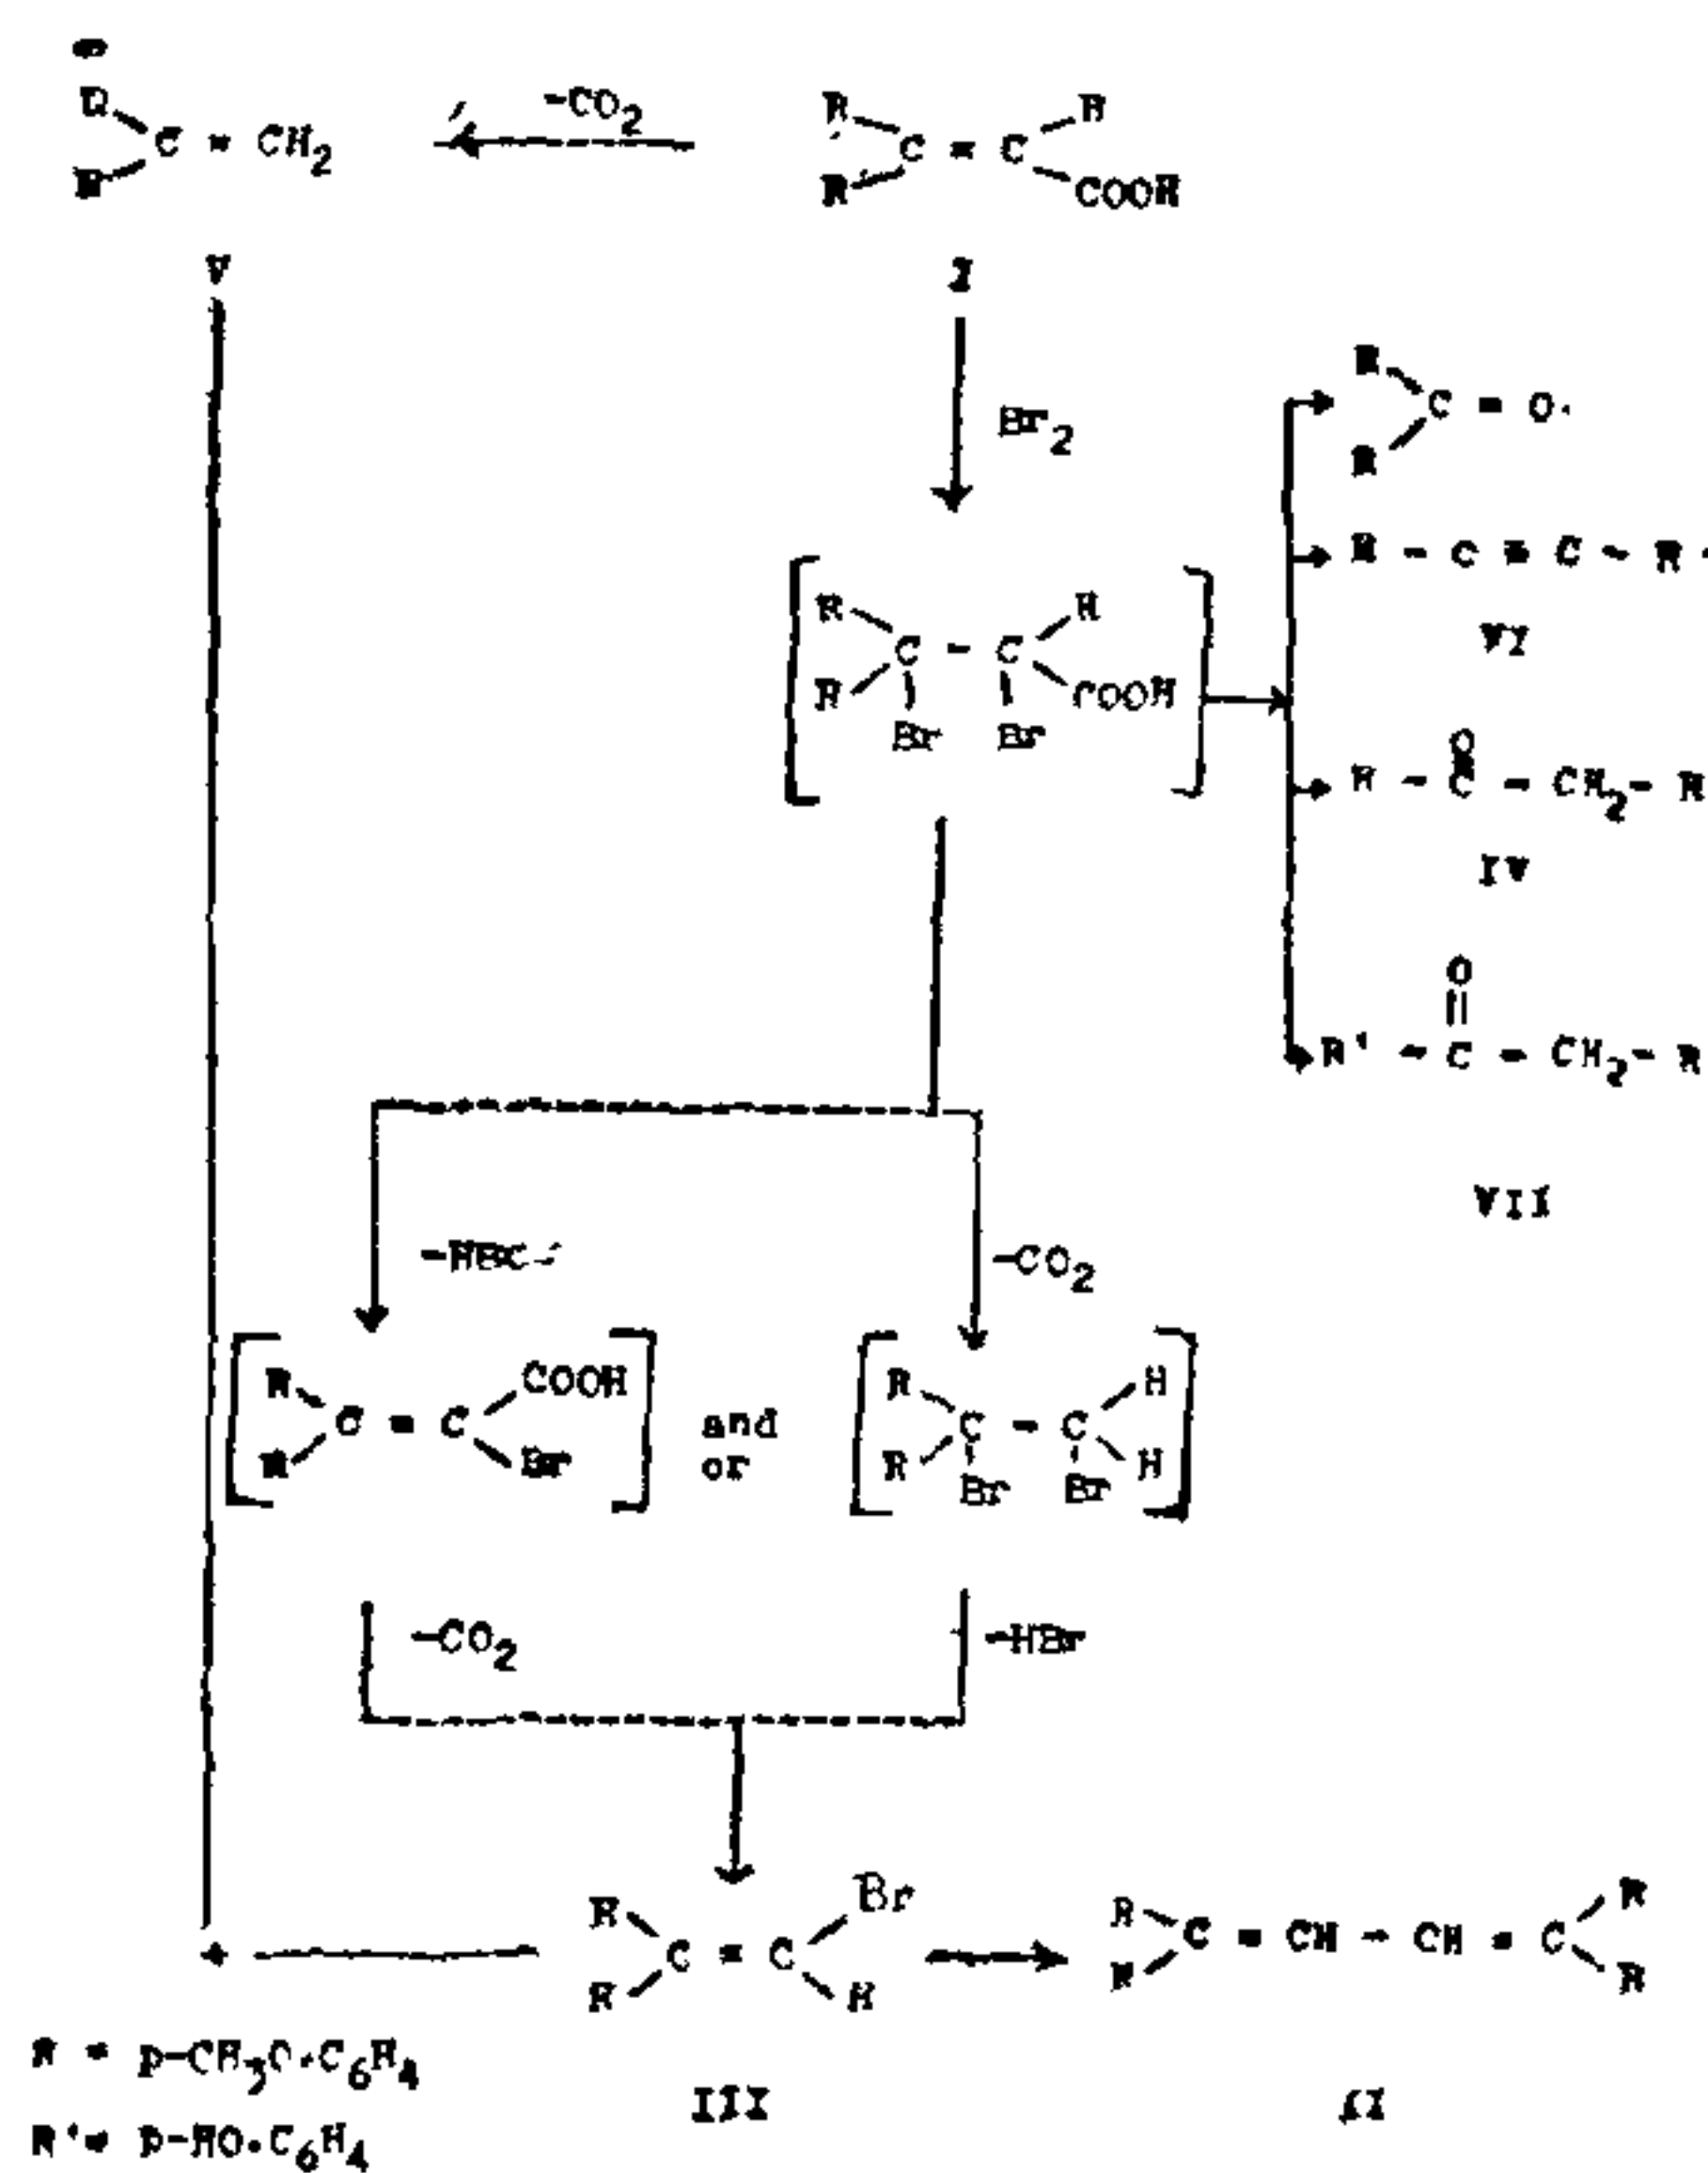 R
R
C = CH2
-CO2
R
R
C = C
H
COOH
V
I
Br2
R
R
C = O
R
R
C - C
H
COOH
Br
Br
R - C ≡ C - R
VI
O
R - C - CH2 - R
IV
O
R' - C - CH2 - R
VII
-CO2
R
R
C = C
COOH
Br
and
or
R
R
C - C
H
H
Br
Br
-CO2
-HBr
R
R
C = C
Br
H
R
R
C = CH - CH = C
R
R
R = p-CH3O·C6H4
III
II
R' = p-HO·C6H4